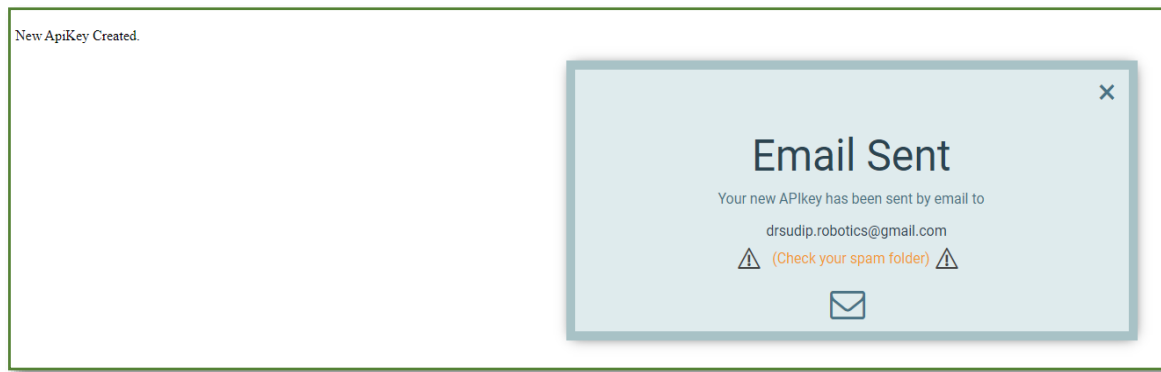 New ApiKey Created.
×
Email Sent
Your new APIkey has been sent by email to
drsudip.robotics@gmail.com
(Check your spam folder)